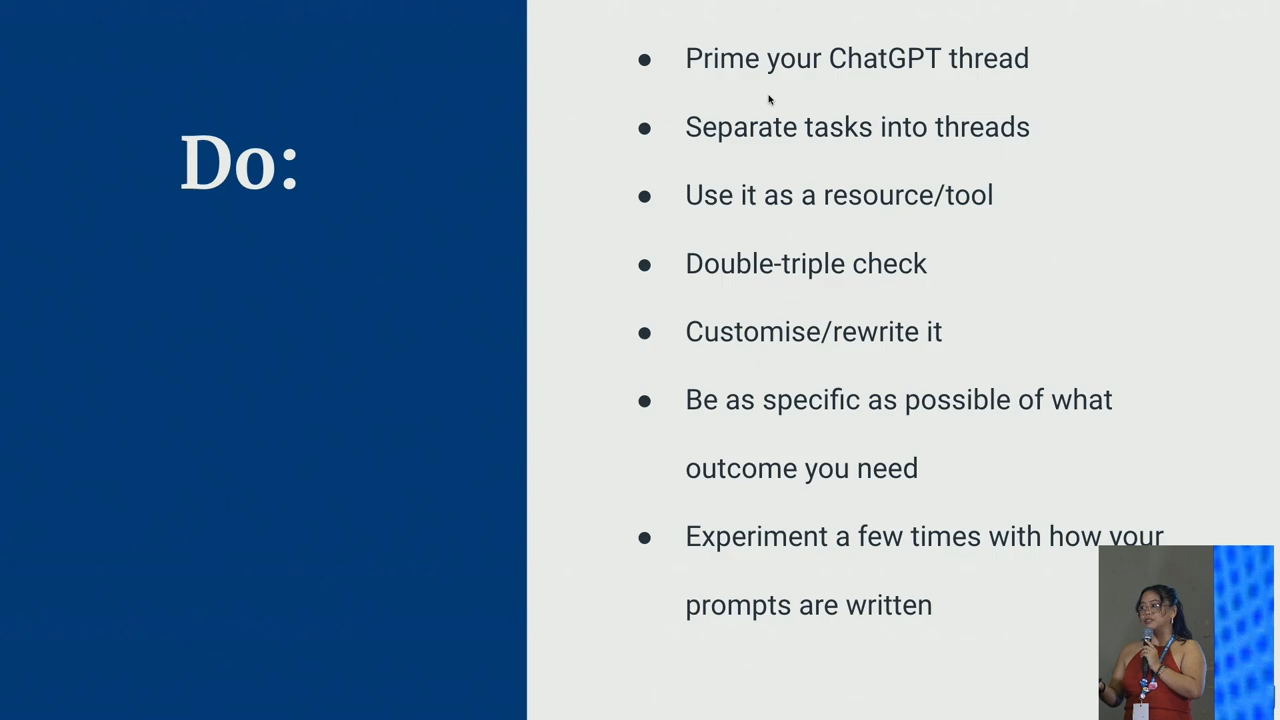 Do:
● Prime your ChatGPT thread
● Separate tasks into threads
● Use it as a resource/tool
● Double-triple check
● Customise/rewrite it
● Be as specific as possible of what
outcome you need
● Experiment a few times with how your
prompts are written